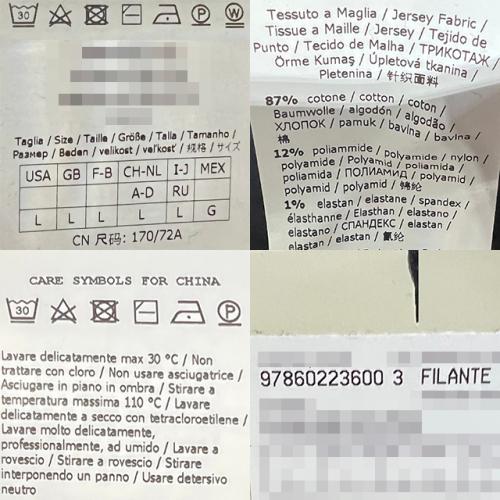 30
P
W
Taglia / Size / Taille / Größe / Talla / Tamanho /
Размер / Beden / velikost / veľkosť / 规格 / サイズ
USA GB F-B CH-NL I-J MEX
A-D RU
L L L L L G
CN 尺码: 170/72A
Tessuto a Maglia / Jersey Fabric /
Tissue a Maille / Jersey / Tejido de
Punto / Tecido de Malha / ТРИКОТАЖ /
Örme Kumaş / Úpletová tkanina /
Pletenina / 针织面料
87% cotone / cotton / coton /
Baumwolle / algodón / algodão /
ХЛОПОК / pamuk / bavlna / bavlna /
棉
12% poliammide / polyamide / nylon /
polyamide / Polyamid / poliamida /
poliamida / ПОЛИАМИД / polyamid /
polyamid / polyamid / 锦纶
1% elastan / elastane / spandex /
élasthanne / Elasthan / elastano /
elastano / СПАНДЕКС / elastan /
elastan / elastan / 氨纶
CARE SYMBOLS FOR CHINA
30
P
Lavare delicatamente max 30 °C / Non
trattare con cloro / Non usare asciugatrice /
Asciugare in piano in ombra / Stirare a
temperatura massima 110 °C / Lavare
delicatamente a secco con tetracloroetilene /
Lavare molto delicatamente,
professionalmente, ad umido / Lavare a
rovescio / Stirare a rovescio / Stirare
interponendo un panno / Usare detersivo
neutro
97860223600 3 FILANTE